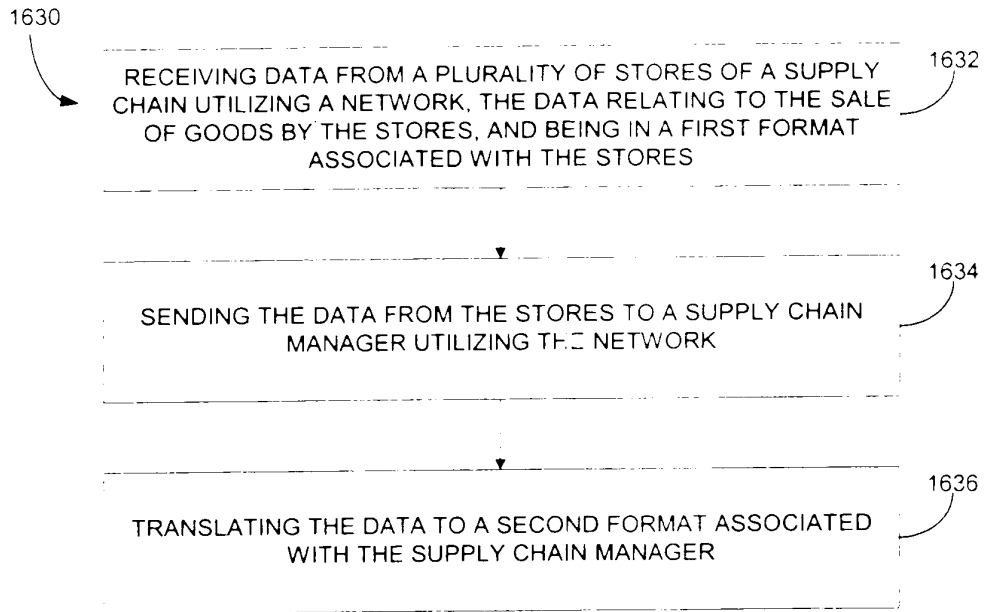 1630
1632
RECEIVING DATA FROM A PLURALITY OF STORES OF A SUPPLY
CHAIN UTILIZING A NETWORK, THE DATA RELATING TO THE SALE
OF GOODS BY THE STORES, AND BEING IN A FIRST FORMAT
ASSOCIATED WITH THE STORES
1634
SENDING THE DATA FROM THE STORES TO A SUPPLY CHAIN
MANAGER UTILIZING THE NETWORK
1636
TRANSLATING THE DATA TO A SECOND FORMAT ASSOCIATED
WITH THE SUPPLY CHAIN MANAGER